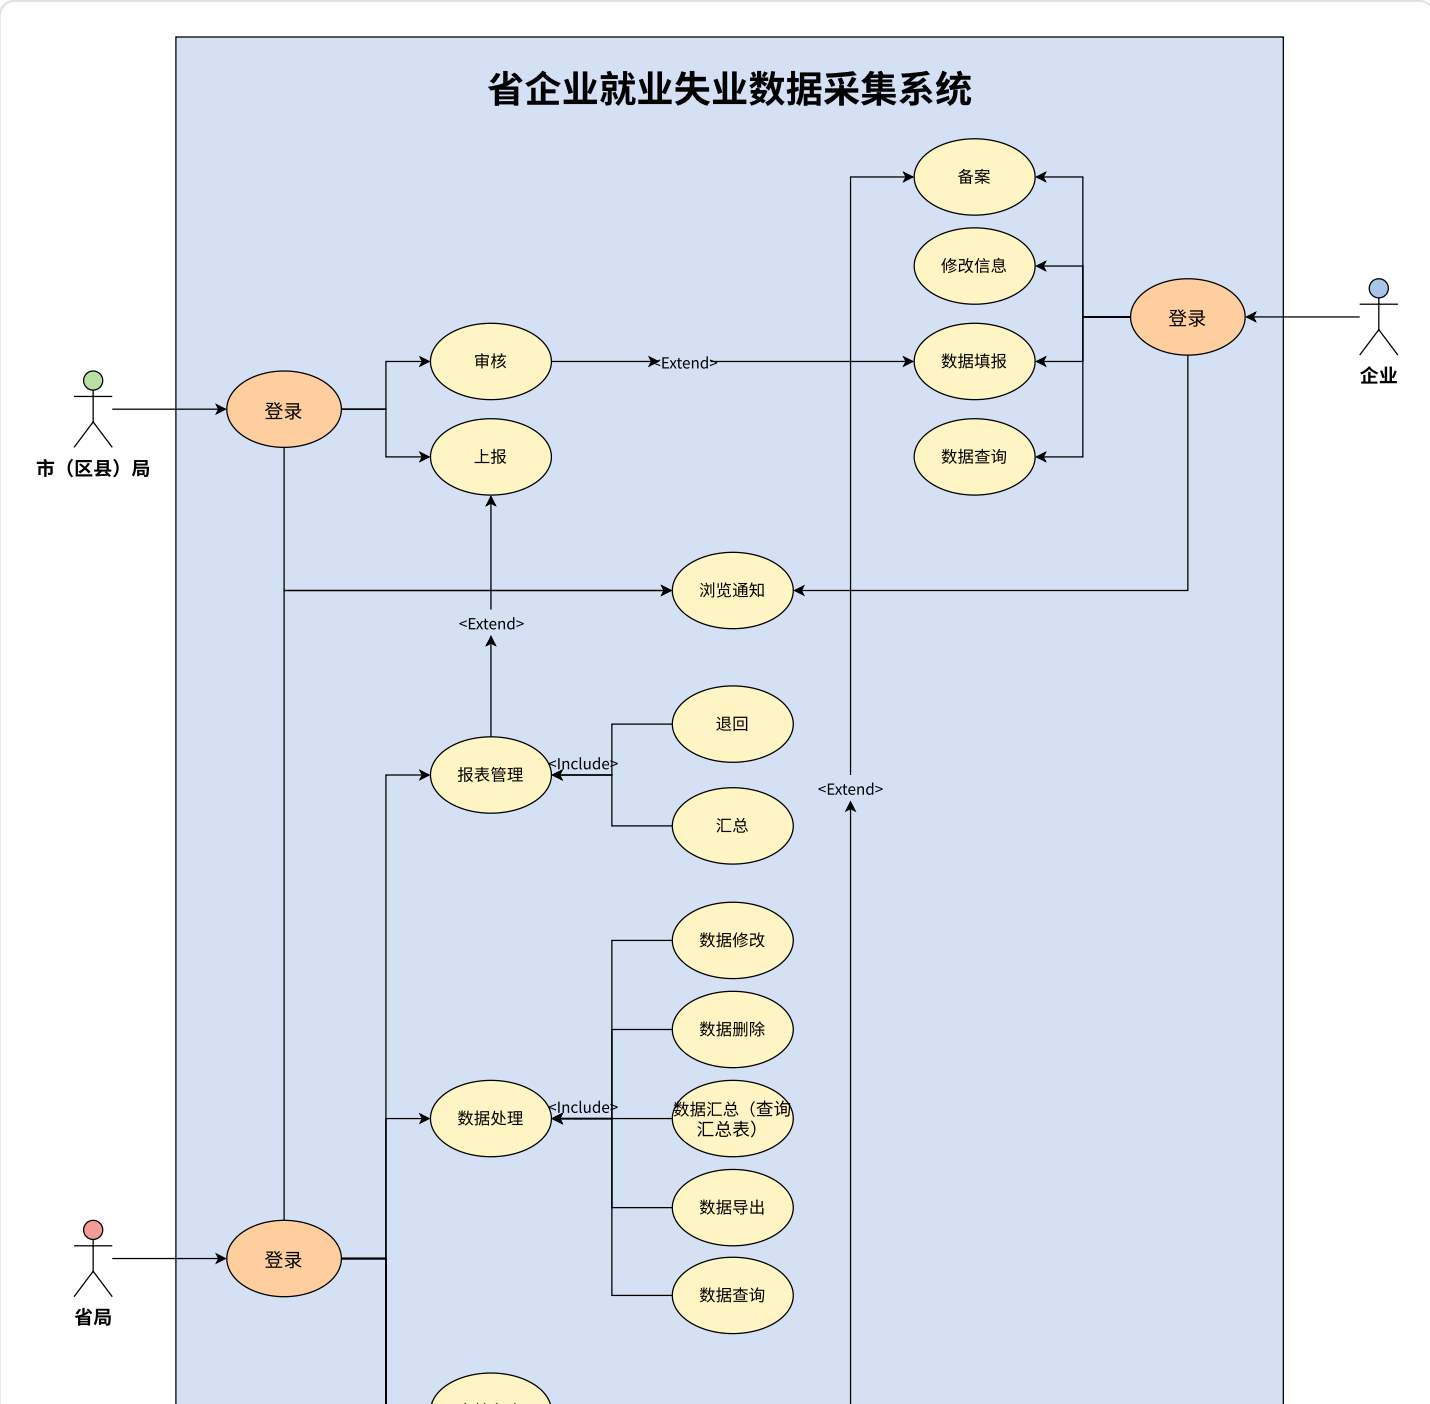 省企业就业失业数据采集系统
备案
修改信息
登录
企业
审核
<Extend>
数据填报
登录
市（区县）局
上报
数据查询
浏览通知
<Extend>
退回
报表管理
<Include>
<Extend>
汇总
数据修改
数据删除
数据处理
<Include>
数据汇总（查询
汇总表）
数据导出
登录
省局
数据查询